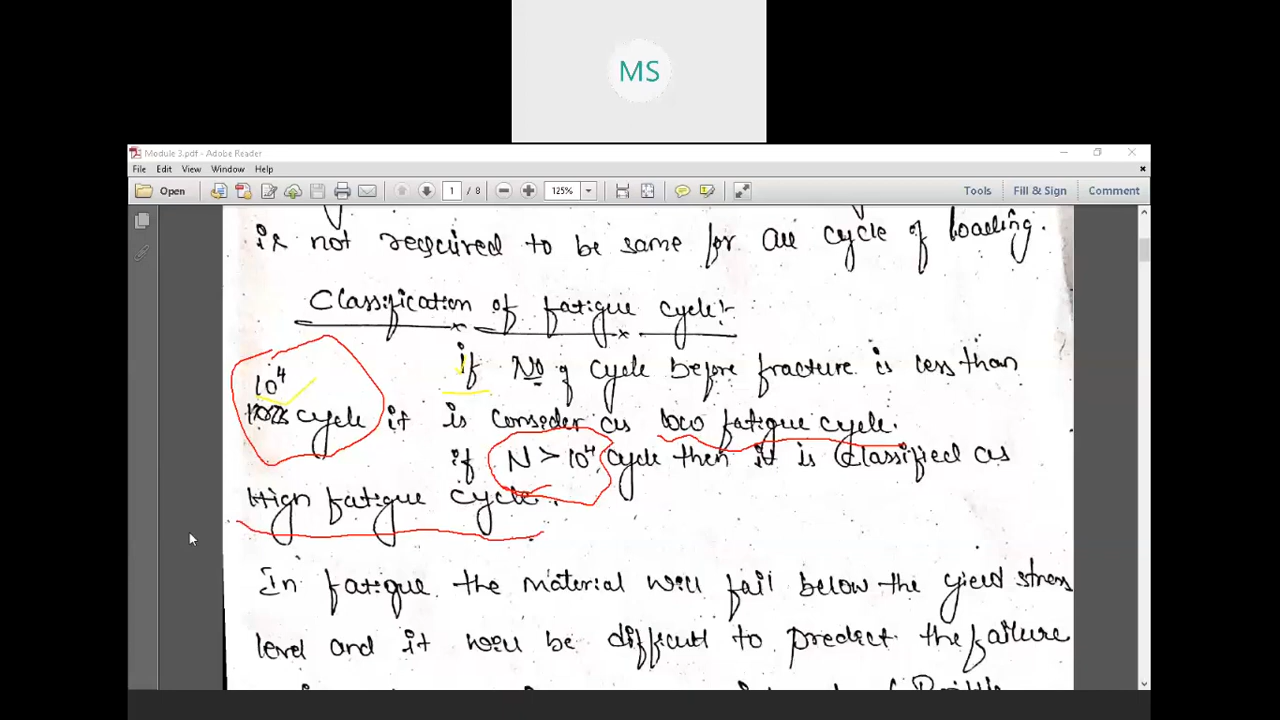 MS
Module 3.pdf - Adobe Reader
File Edit View Window Help
Open 1 / 8 125% Tools Fill & Sign Comment
is not required to be same for all cycle of loading.
Classification of fatigue cycle:-
if No of cycle before fracture is less than
10⁴
cycle it is consider as low fatigue cycle.
if N > 10⁴ cycle then it is classified as
High fatigue cycle.
In fatigue the material will fail below the yield stress
level and it will be difficult to predict the failure